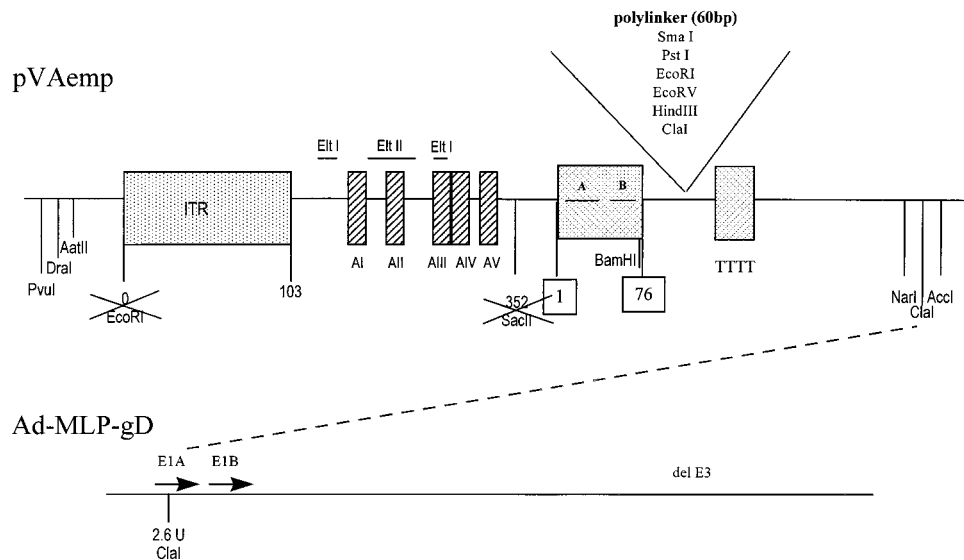 polylinker (60bp)
Sma I
Pst I
EcoRI
EcoRV
HindIII
ClaI
pVAemp
Elt I
Elt II
Elt I
ITR
A
B
AatII
DraI
PvuI
0
EcoRI
103
AI
AII
AIII
AIV
AV
352
SacII
1
BamHI
76
TTTT
NarI
ClaI
AccI
Ad-MLP-gD
E1A
E1B
del E3
2.6 U
ClaI